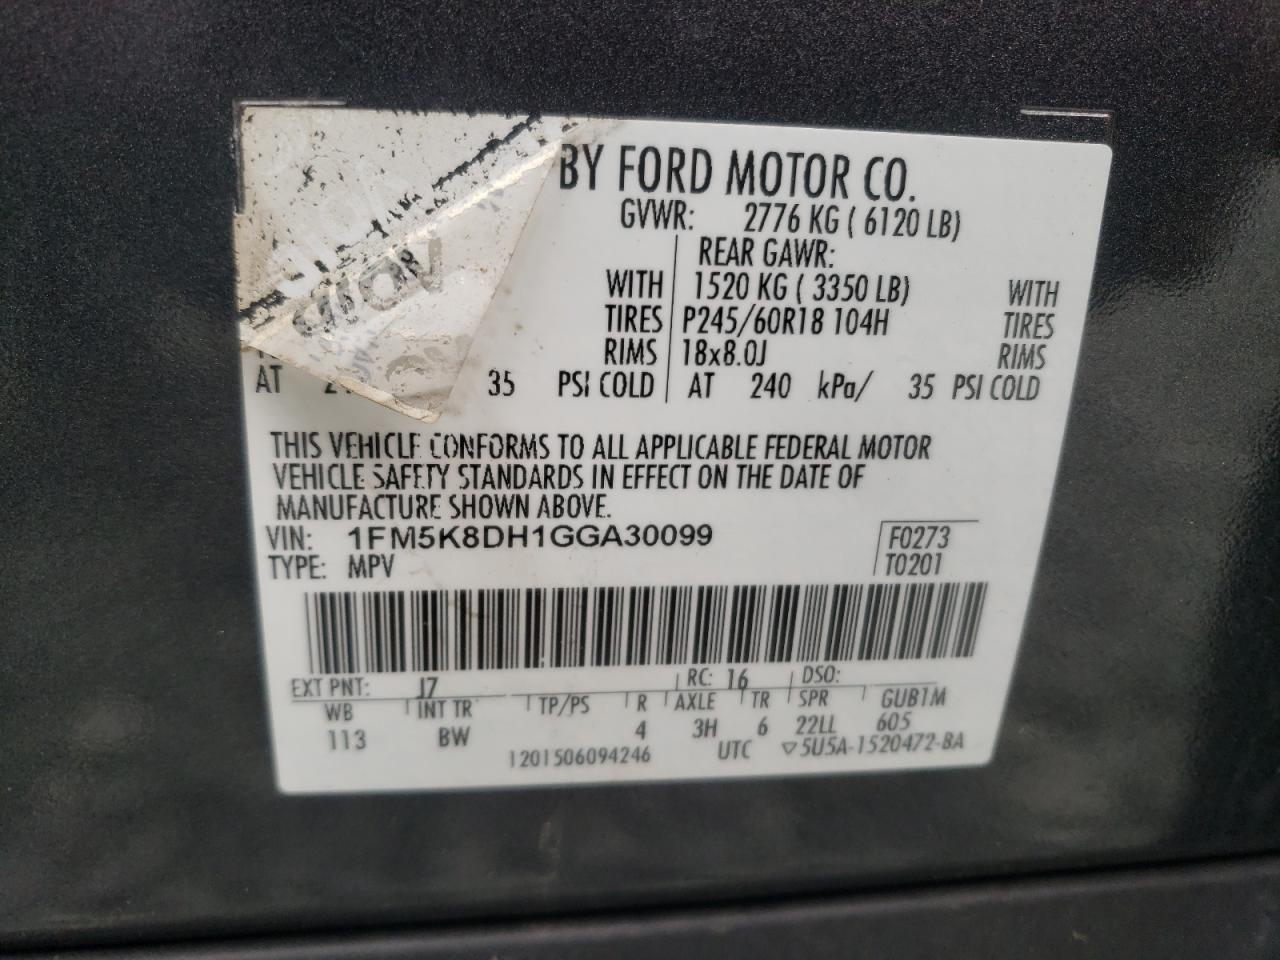 BY FORD MOTOR CO.
GVWR: 2776 KG ( 6120 LB)
REAR GAWR:
WITH 1520 KG ( 3350 LB) WITH
TIRES P245/60R18 104H TIRES
RIMS 18x8.0J RIMS
AT 35 PSI COLD AT 240 kPa/ 35 PSI COLD
THIS VEHICLE CONFORMS TO ALL APPLICABLE FEDERAL MOTOR
VEHICLE SAFETY STANDARDS IN EFFECT ON THE DATE OF
MANUFACTURE SHOWN ABOVE.
VIN: 1FM5K8DH1GGA30099 F0273
TYPE: MPV T0201
EXT PNT: J7 RC: 16 DSO:
WB INT TR TP/PS R AXLE TR SPR GUB1M
113 BW 4 3H 6 22LL 605
1201506094246 UTC ▽5U5A-1520472-BA